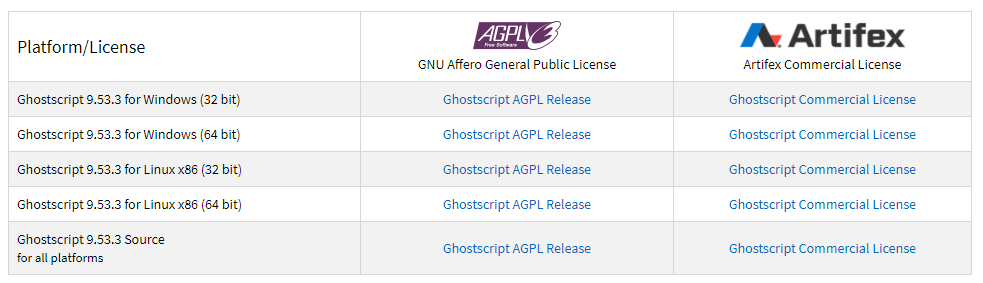 Platform/License
AGPLv3
Free Software
GNU Affero General Public License
Artifex
Artifex Commercial License
Ghostscript 9.53.3 for Windows (32 bit)
Ghostscript AGPL Release
Ghostscript Commercial License
Ghostscript 9.53.3 for Windows (64 bit)
Ghostscript AGPL Release
Ghostscript Commercial License
Ghostscript 9.53.3 for Linux x86 (32 bit)
Ghostscript AGPL Release
Ghostscript Commercial License
Ghostscript 9.53.3 for Linux x86 (64 bit)
Ghostscript AGPL Release
Ghostscript Commercial License
Ghostscript 9.53.3 Source
for all platforms
Ghostscript AGPL Release
Ghostscript Commercial License